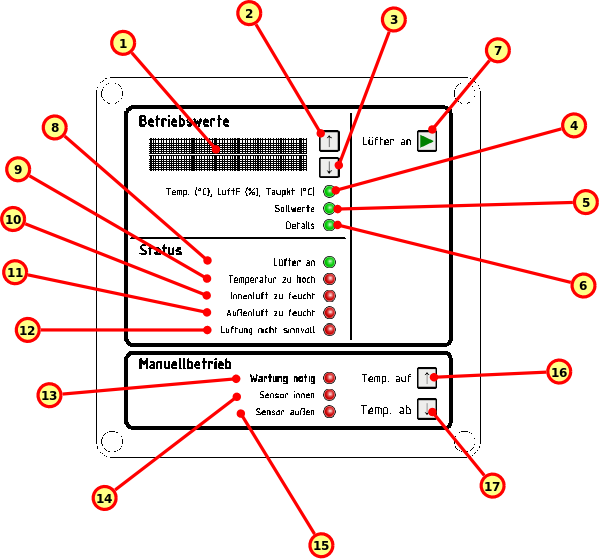 2
3
1
7
8
4
Betriebswerte
↑
Lüfter an
↓
9
Temp. (°C), LuftF (%), Taupkt (°C)
5
Sollwerte
10
Details
Status
11
Lüfter an
6
Temperatur zu hoch
Innenluft zu feucht
Außenluft zu feucht
12
Lüftung nicht sinnvoll
Manuellbetrieb
16
Wartung nötig
Temp. auf
↑
13
Sensor innen
Sensor außen
Temp. ab
↓
14
17
15